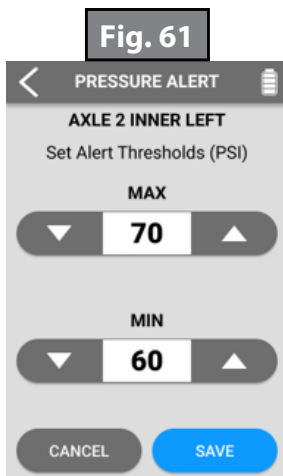 Fig. 61
PRESSURE ALERT
AXLE 2 INNER LEFT
Set Alert Thresholds (PSI)
MAX
70
MIN
60
CANCEL SAVE